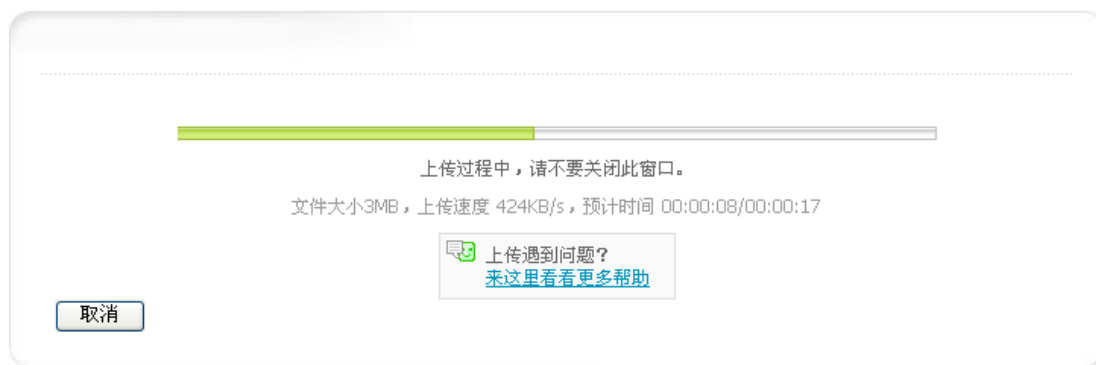 上传过程中，请不要关闭此窗口。
文件大小3MB，上传速度 424KB/s，预计时间 00:00:08/00:00:17
上传遇到问题？
来这里看看更多帮助
取消